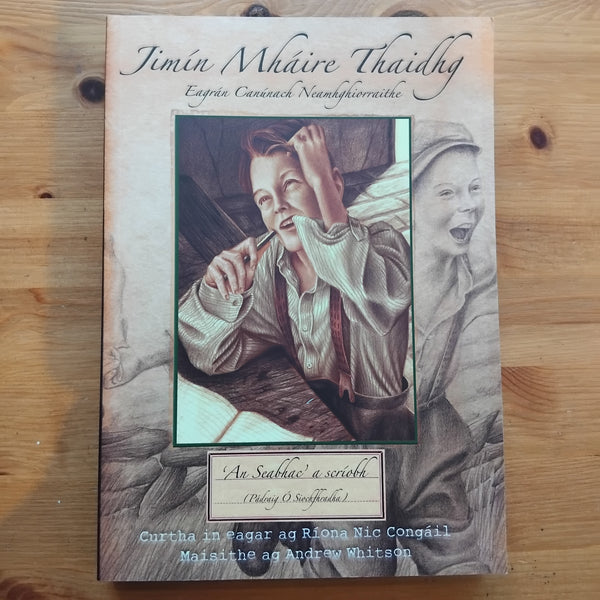 Jimín Mháire Thaidhg
Eagrán Canúnach Neamhghiorraithe
'An Seabhac' a scríobh
(Pádraig Ó Siochfhradha)
Curtha in eagar ag Ríona Nic Congáil
Maisithe ag Andrew Whitson